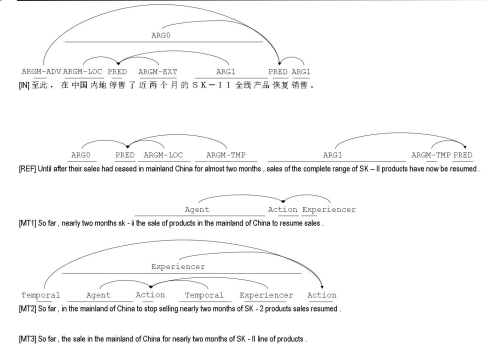 ARG0
ARGM-ADV ARGM-LOC PRED ARGM-EXT ARG1 PRED ARG1
[IN] 至此 , 在 中国 内地 停售 了 近 两 个 月 的 ＳＫ－ＩＩ 全线 产品 恢复 销售 。
ARG0 PRED ARGM-LOC ARGM-TMP ARG1 ARGM-TMP PRED
[REF] Until after their sales had ceased in mainland China for almost two months , sales of the complete range of SK – II products have now be resumed .
Agent Action Experiencer
[MT1] So far , nearly two months sk - ii the sale of products in the mainland of China to resume sales .
Experiencer
Temporal Agent Action Temporal Experiencer Action
[MT2] So far , in the mainland of China to stop selling nearly two months of SK - 2 products sales resumed .
[MT3] So far , the sale in the mainland of China for nearly two months of SK - II line of products .